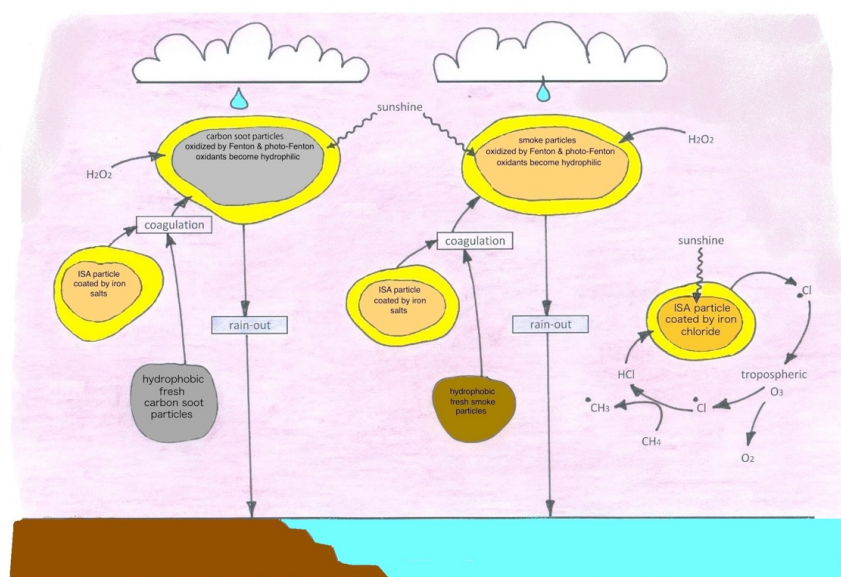 sunshine
carbon soot particles
oxidized by Fenton & photo-Fenton
oxidants become hydrophilic
H2O2
coagulation
ISA particle
coated by iron
salts
rain-out
hydrophobic
fresh
carbon soot
particles
smoke particles
oxidized by Fenton & photo-Fenton
oxidants become hydrophilic
H2O2
coagulation
ISA particle
coated by iron
salts
rain-out
hydrophobic
fresh smoke
particles
sunshine
ISA particle
coated by iron
chloride
•Cl
tropospheric
O3
HCl
•Cl
•CH3
CH4
O2